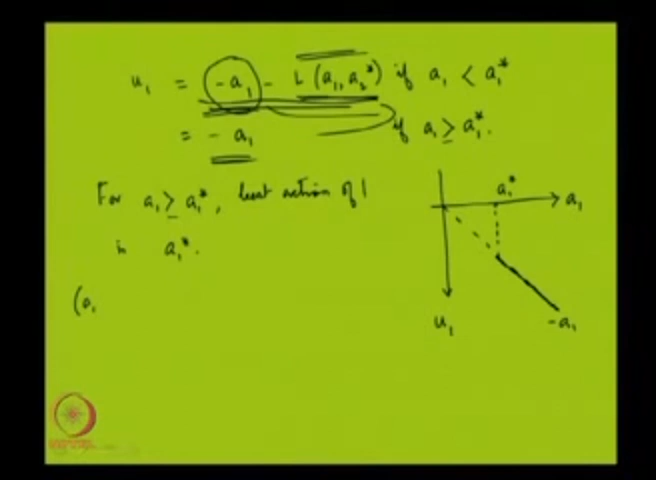 u₁ = -a₁ - L (a₁, a₂*) if a₁ < a₁*
= - a₁ if a₁ ≥ a₁*.
For a₁ ≥ a₁*, best action of 1
is a₁*.
(a₁
a₁*
a₁
u₁
-a₁